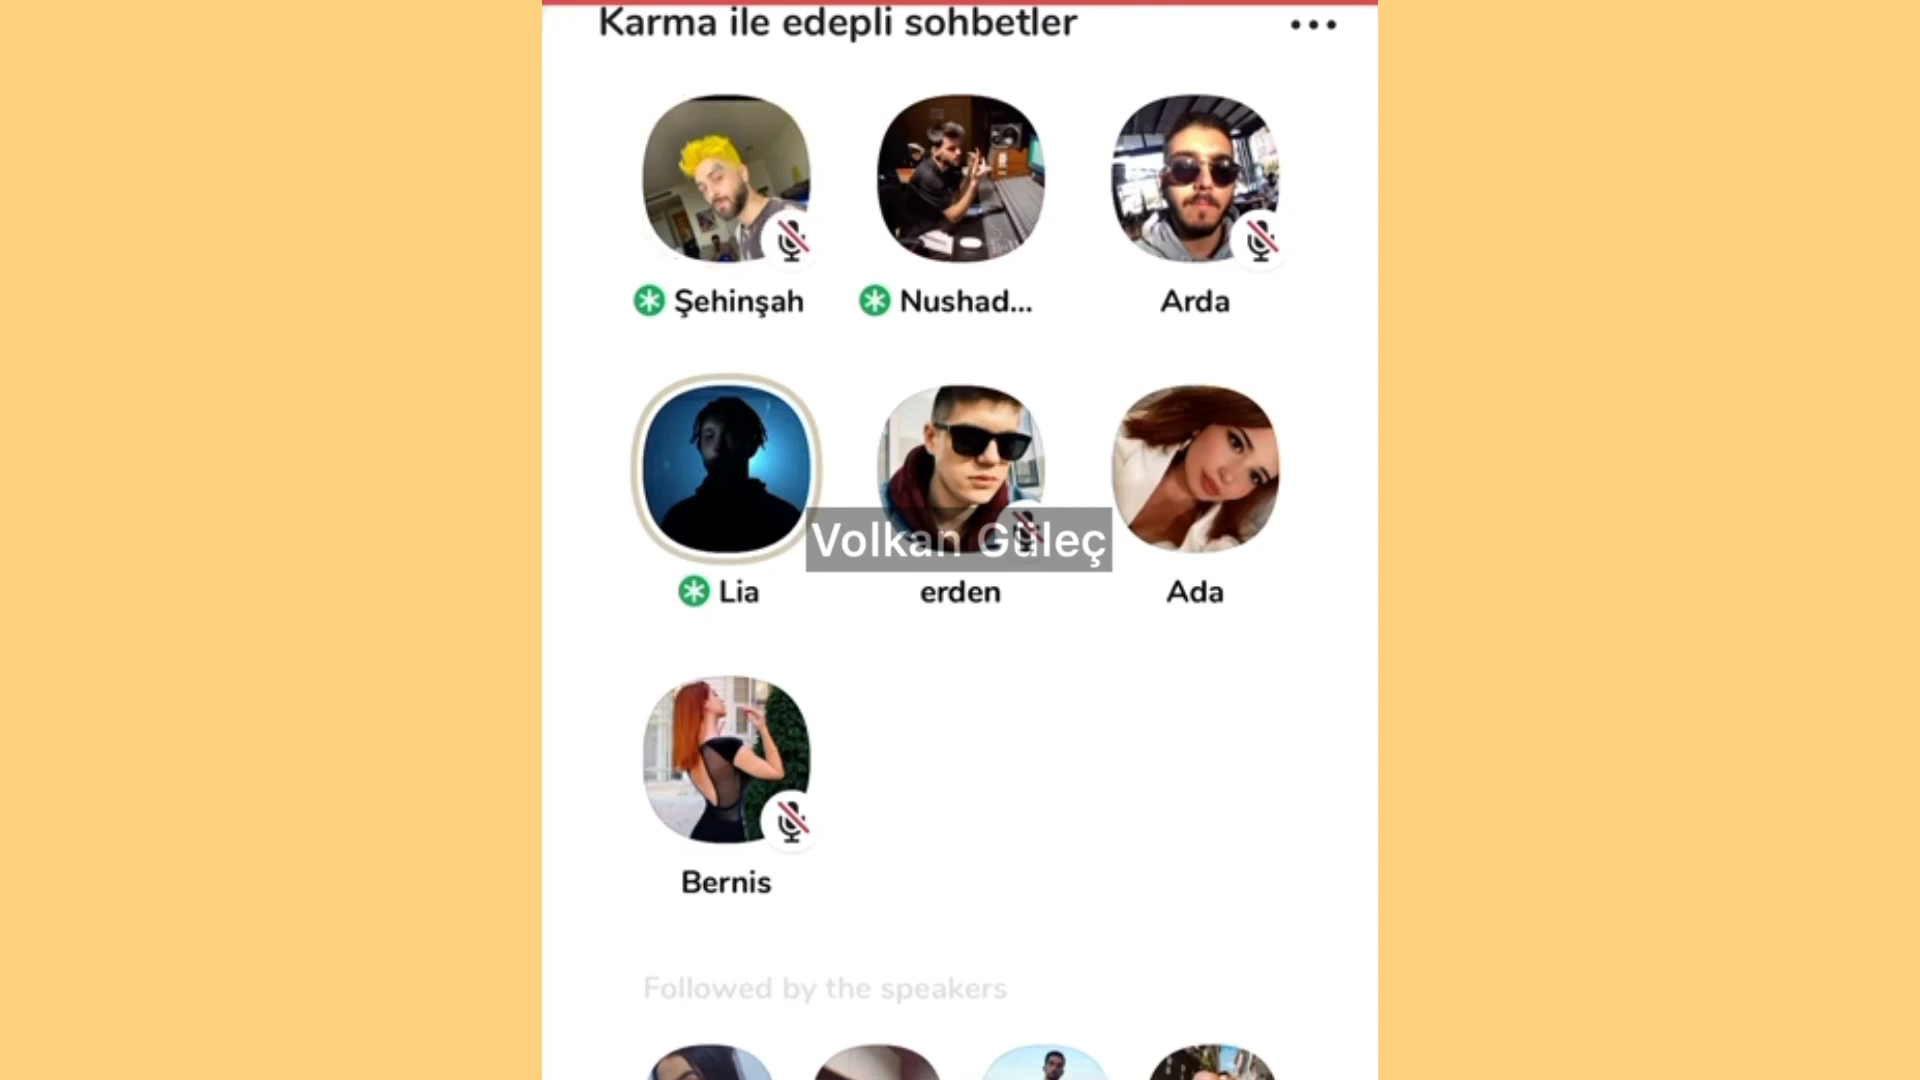 Karma ile edepli sohbetler
Şehinşah
Nushad...
Arda
Volkan Güleç
Lia
erden
Ada
Bernis
Followed by the speakers